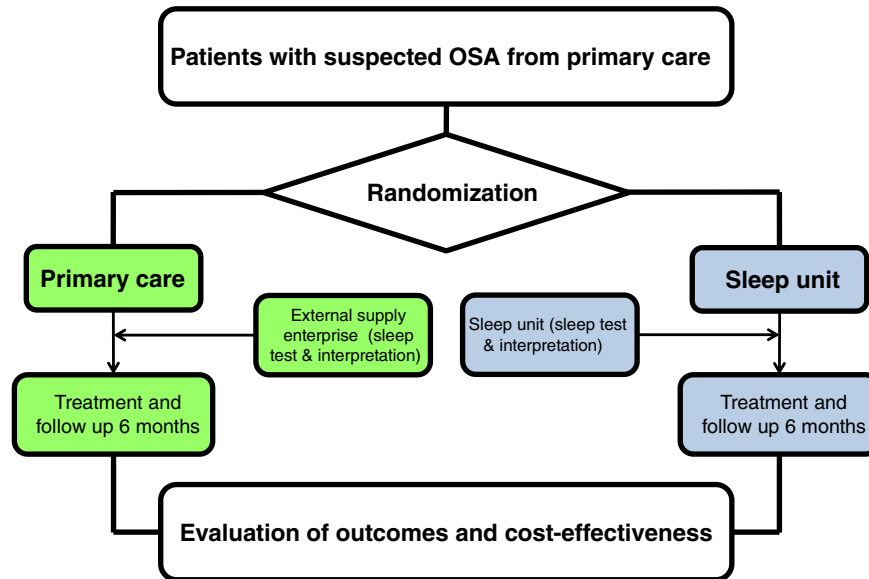 Patients with suspected OSA from primary care
Randomization
Primary care
Sleep unit
External supply
enterprise (sleep
test & interpretation)
Sleep unit (sleep test
& interpretation)
Treatment and
follow up 6 months
Treatment and
follow up 6 months
Evaluation of outcomes and cost-effectiveness